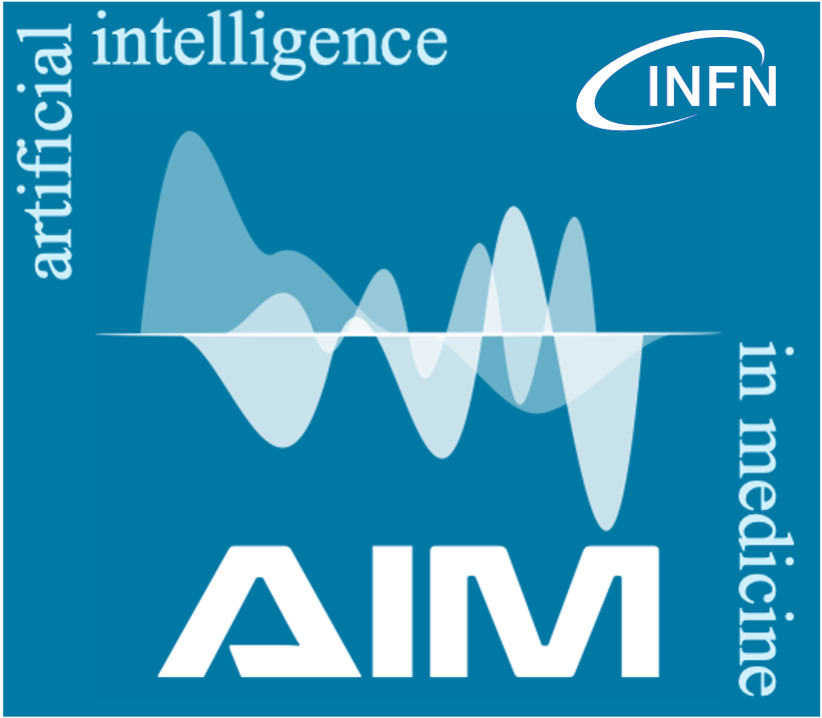 artificial
intelligence
INFN
in medicine
AIM